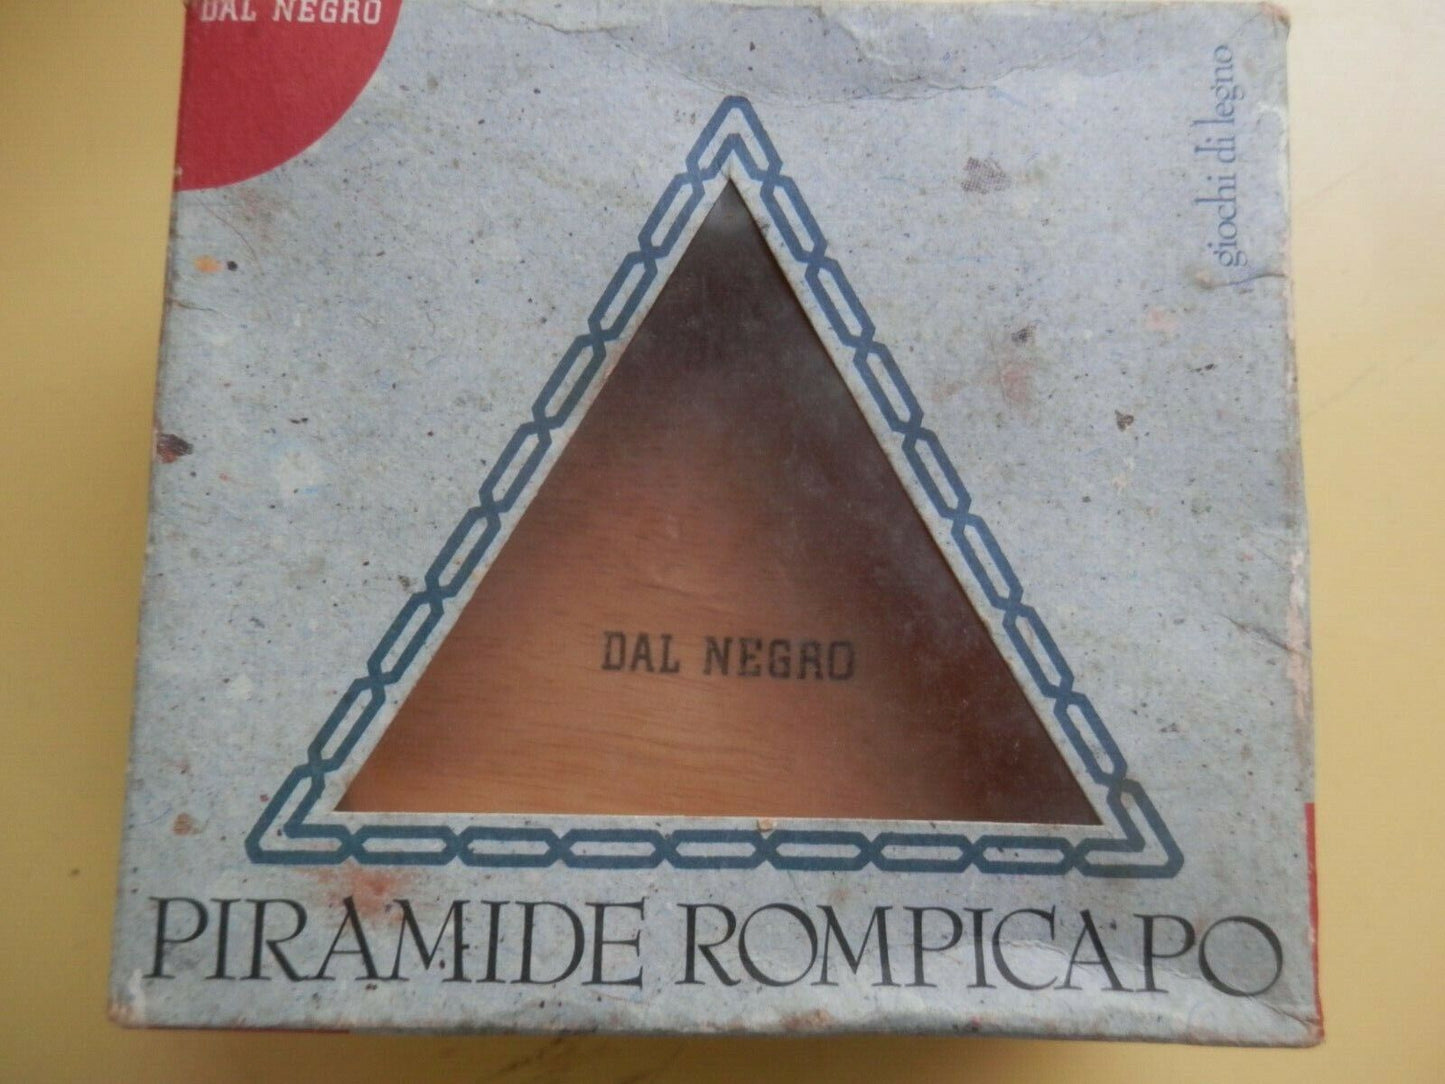 DAL NEGRO
giochi di legno
DAL NEGRO
PIRAMIDE ROMPICAPO